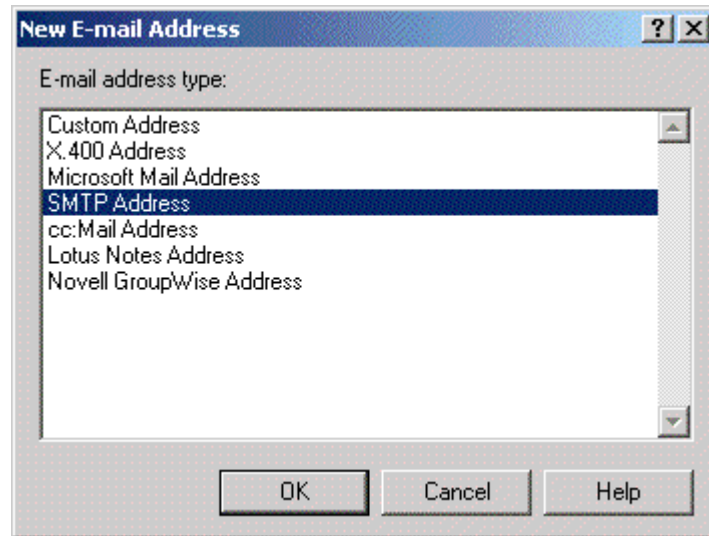 New E-mail Address
E-mail address type:
Custom Address
X.400 Address
Microsoft Mail Address
SMTP Address
cc:Mail Address
Lotus Notes Address
Novell GroupWise Address
OK Cancel Help